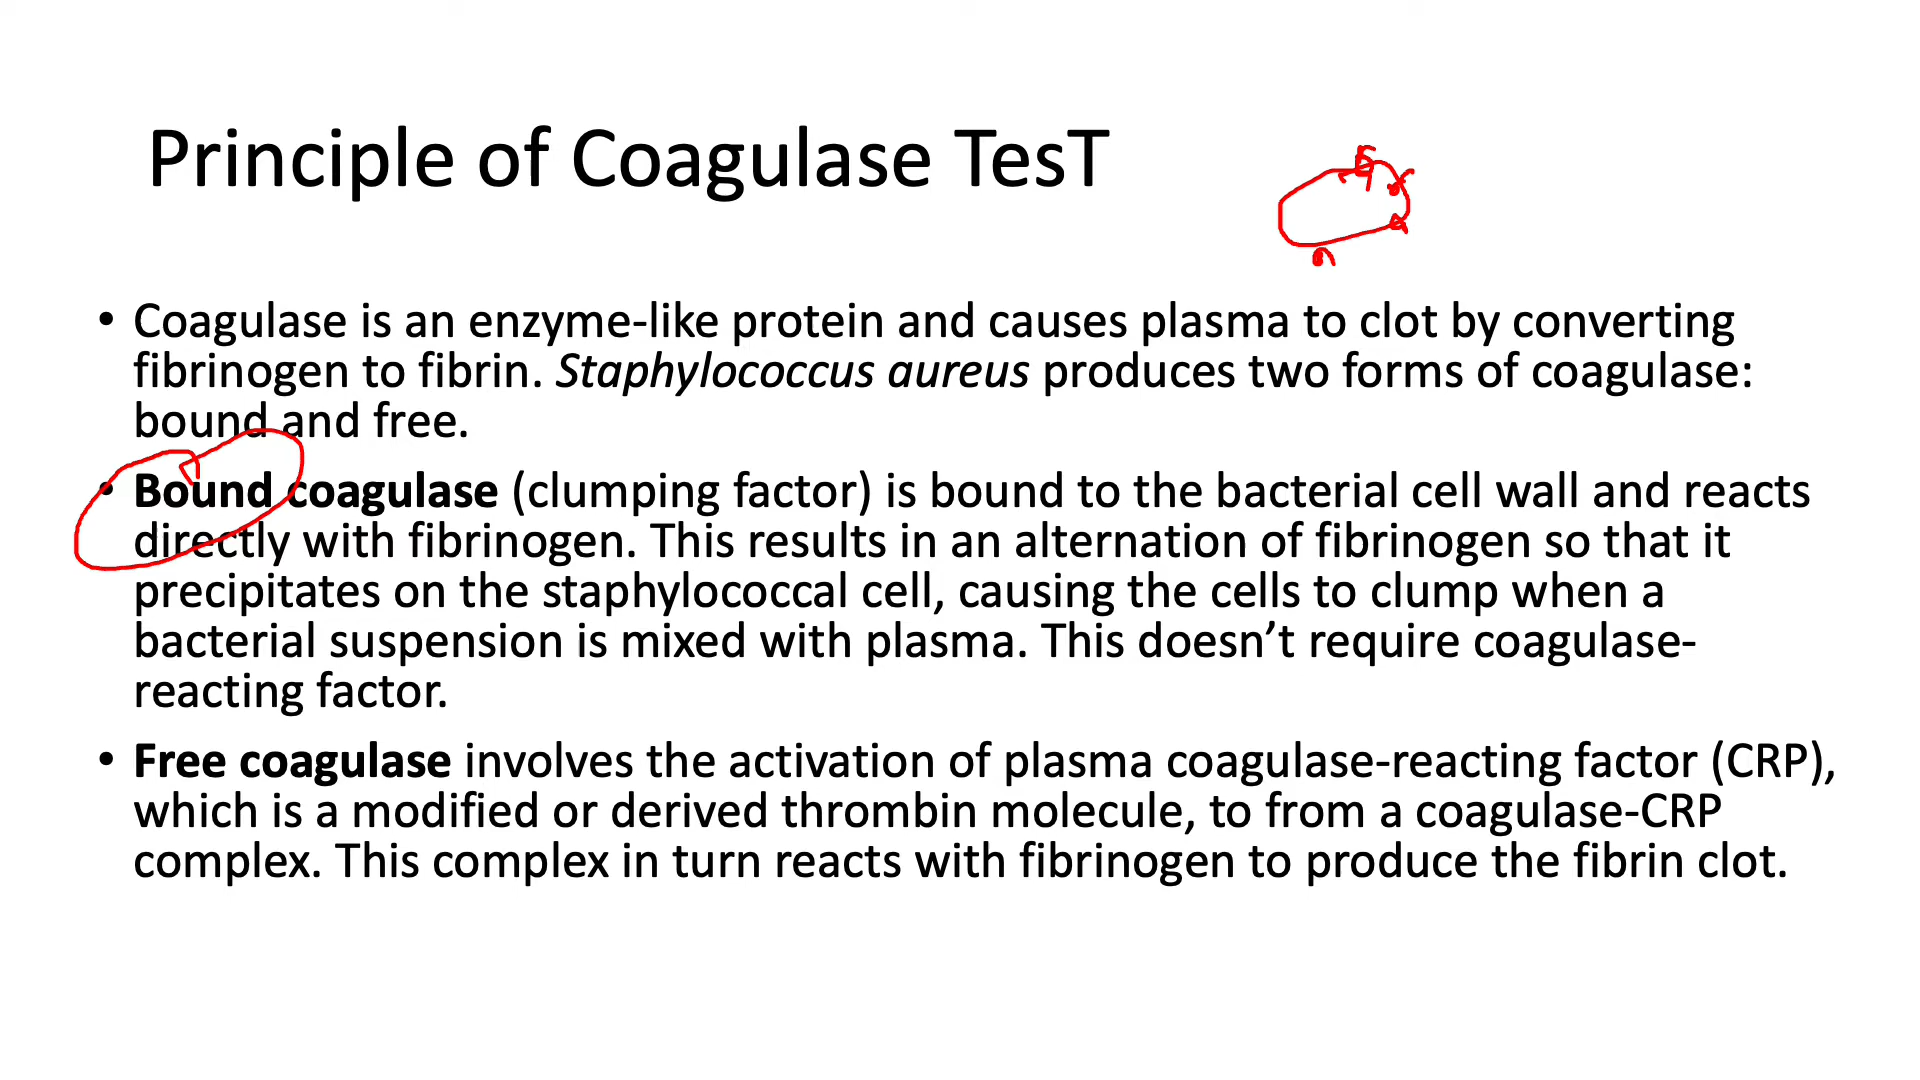 Principle of Coagulase TesT
• Coagulase is an enzyme-like protein and causes plasma to clot by converting
fibrinogen to fibrin. Staphylococcus aureus produces two forms of coagulase:
bound and free.
• Bound coagulase (clumping factor) is bound to the bacterial cell wall and reacts
directly with fibrinogen. This results in an alternation of fibrinogen so that it
precipitates on the staphylococcal cell, causing the cells to clump when a
bacterial suspension is mixed with plasma. This doesn’t require coagulase-
reacting factor.
• Free coagulase involves the activation of plasma coagulase-reacting factor (CRP),
which is a modified or derived thrombin molecule, to from a coagulase-CRP
complex. This complex in turn reacts with fibrinogen to produce the fibrin clot.